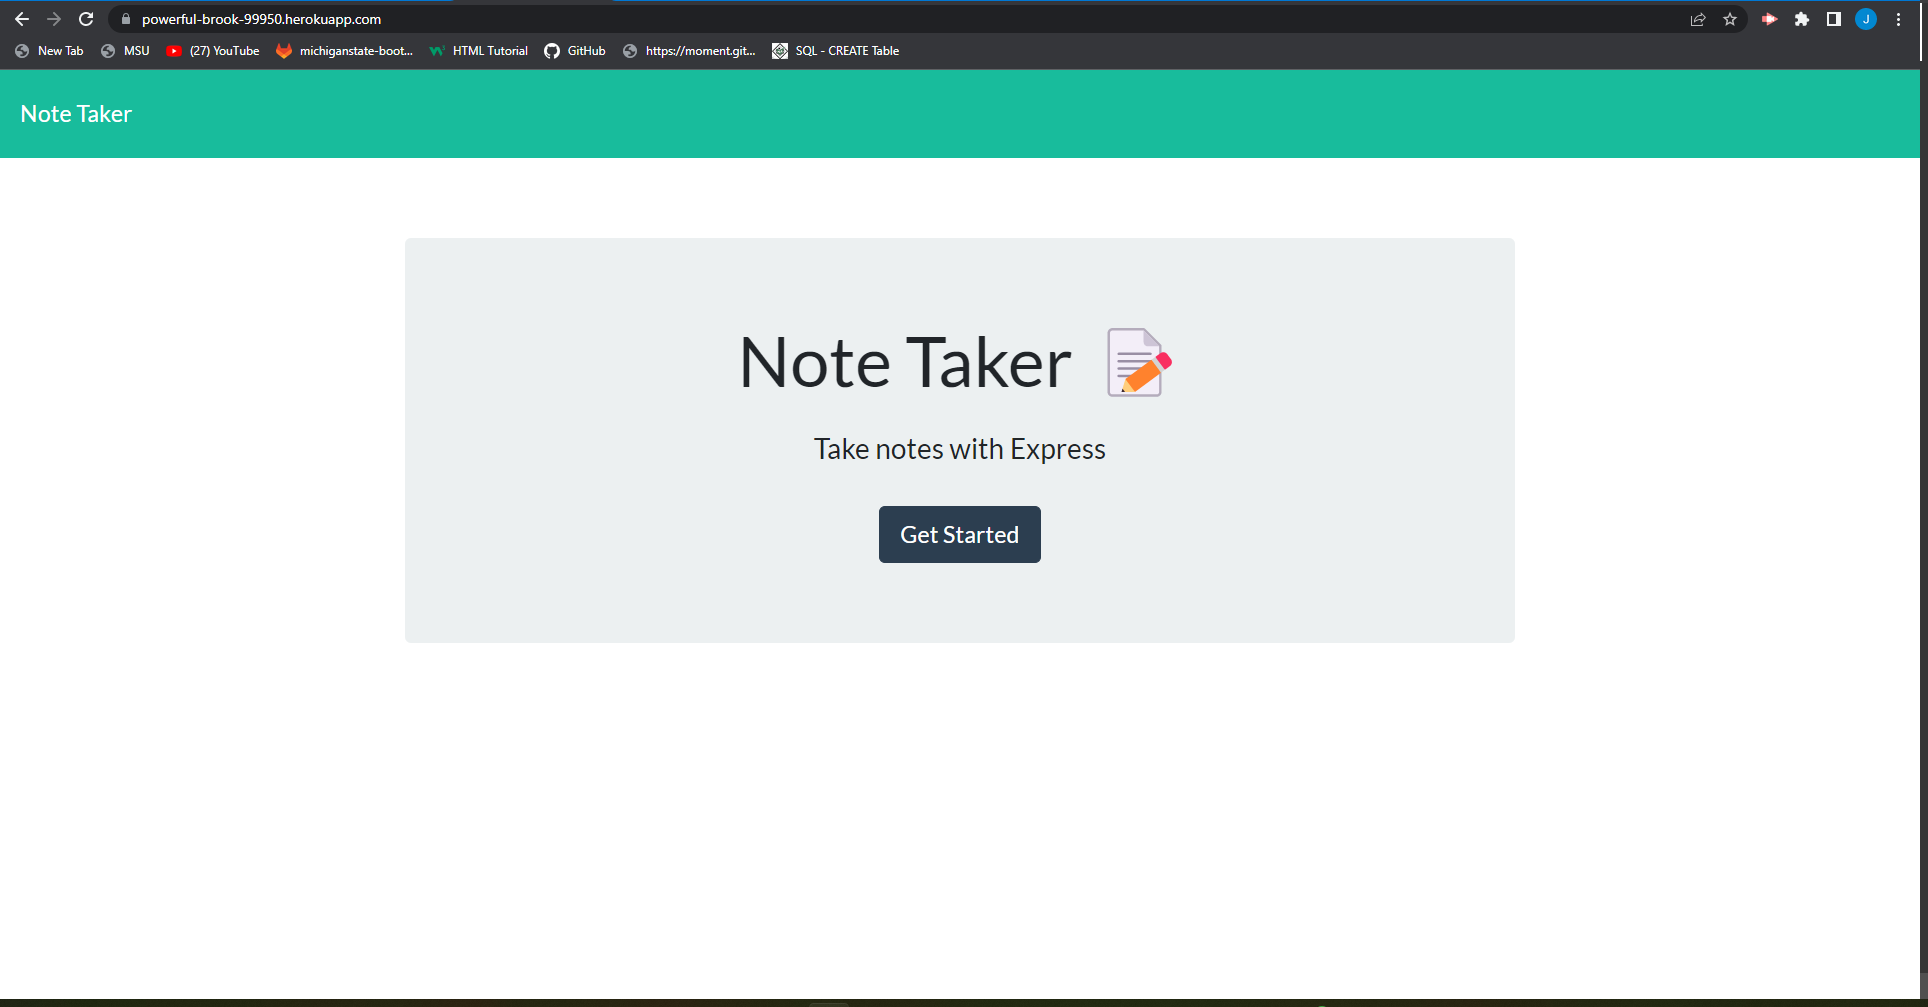 powerful-brook-99950.herokuapp.com
J
New Tab MSU (27) YouTube michiganstate-boot... HTML Tutorial GitHub https://moment.git... SQL - CREATE Table
Note Taker
Note Taker
Take notes with Express
Get Started